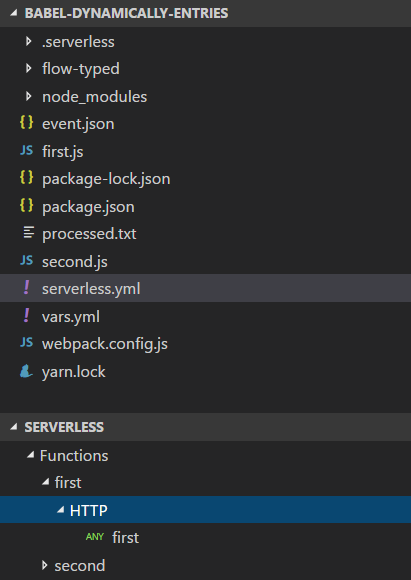 BABEL-DYNAMICALLY-ENTRIES
.serverless
flow-typed
node_modules
{} event.json
JS first.js
{} package-lock.json
{} package.json
processed.txt
JS second.js
! serverless.yml
! vars.yml
JS webpack.config.js
yarn.lock
SERVERLESS
Functions
first
HTTP
ANY first
second